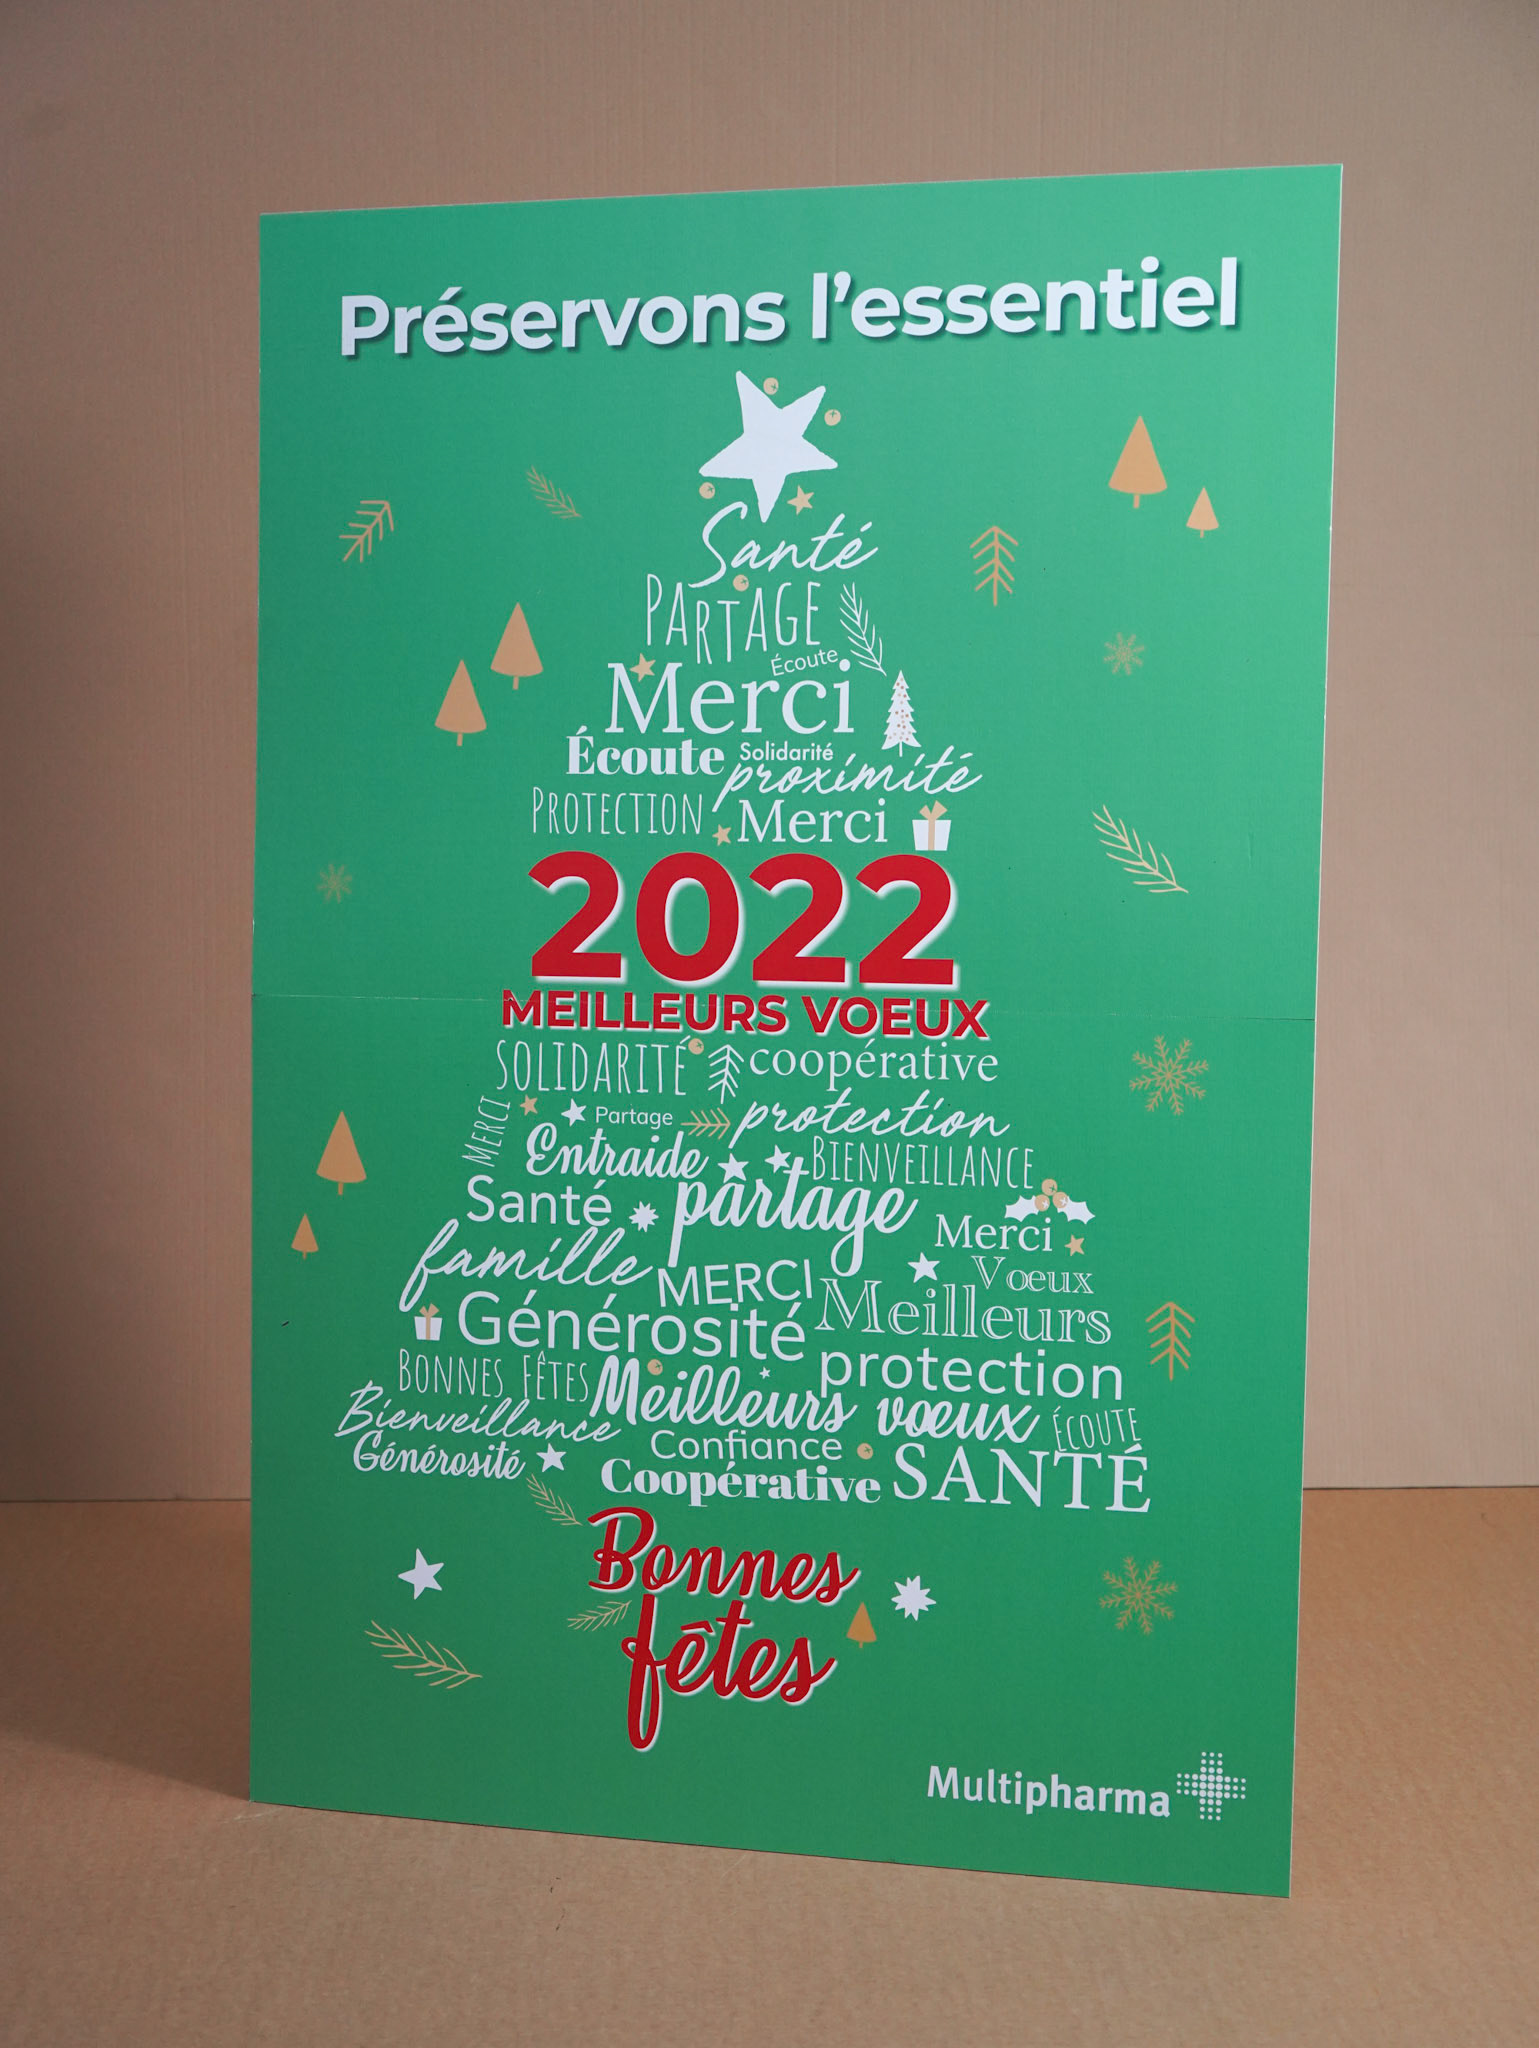 Préservons l'essentiel
Santé
PARTAGE
Écoute
Merci
Écoute Solidarité
proximité
PROTECTION Merci
2022
MEILLEURS VOEUX
SOLIDARITÉ coopérative
MERCI Partage protection
Entraide BIENVEILLANCE
Santé partage Merci
famille MERCI Vœux
Générosité Meilleurs
BONNES FÊTES protection
Meilleurs vœux ÉCOUTE
Bienveillance Confiance
Générosité Coopérative SANTÉ
Bonnes
fêtes
Multipharma